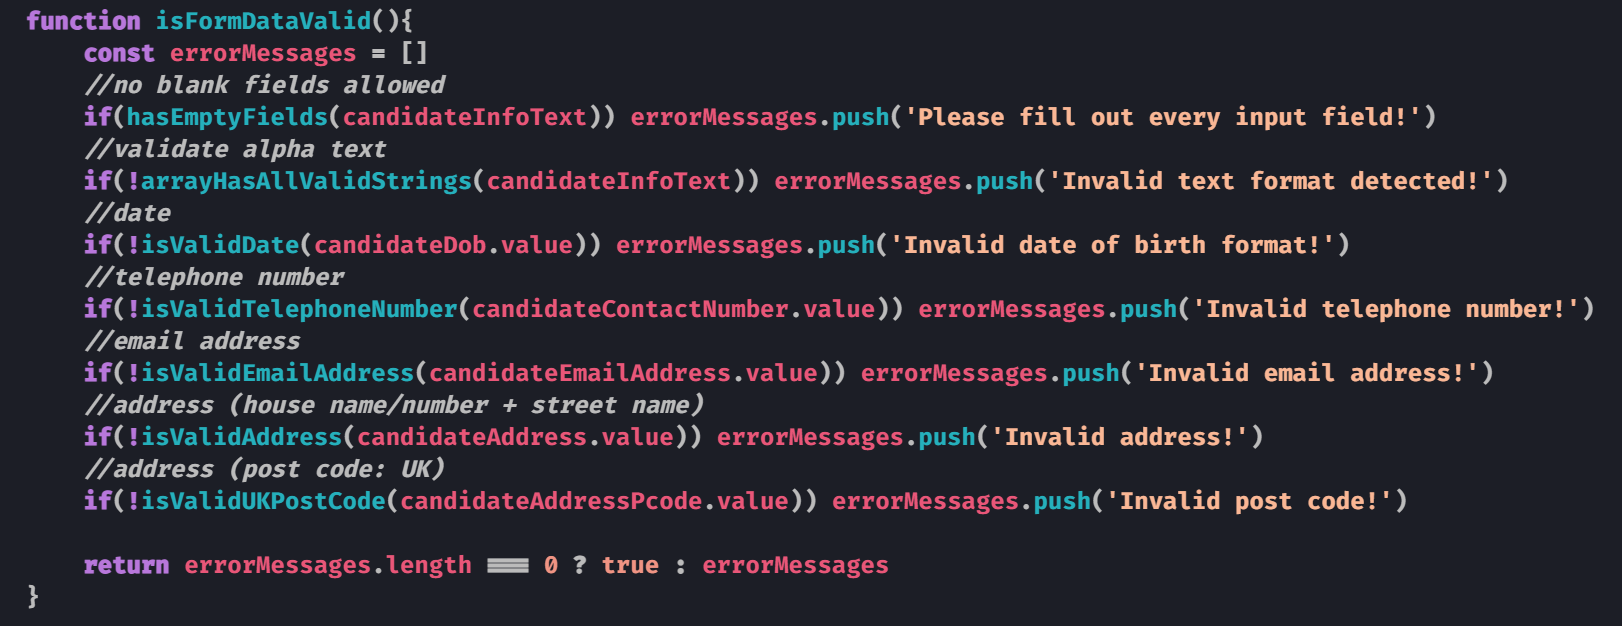 function isFormDataValid(){
    const errorMessages = []
    //no blank fields allowed
    if(hasEmptyFields(candidateInfoText)) errorMessages.push('Please fill out every input field!')
    //validate alpha text
    if(!arrayHasAllValidStrings(candidateInfoText)) errorMessages.push('Invalid text format detected!')
    //date
    if(!isValidDate(candidateDob.value)) errorMessages.push('Invalid date of birth format!')
    //telephone number
    if(!isValidTelephoneNumber(candidateContactNumber.value)) errorMessages.push('Invalid telephone number!')
    //email address
    if(!isValidEmailAddress(candidateEmailAddress.value)) errorMessages.push('Invalid email address!')
    //address (house name/number + street name)
    if(!isValidAddress(candidateAddress.value)) errorMessages.push('Invalid address!')
    //address (post code: UK)
    if(!isValidUKPostCode(candidateAddressPcode.value)) errorMessages.push('Invalid post code!')

    return errorMessages.length === 0 ? true : errorMessages
}